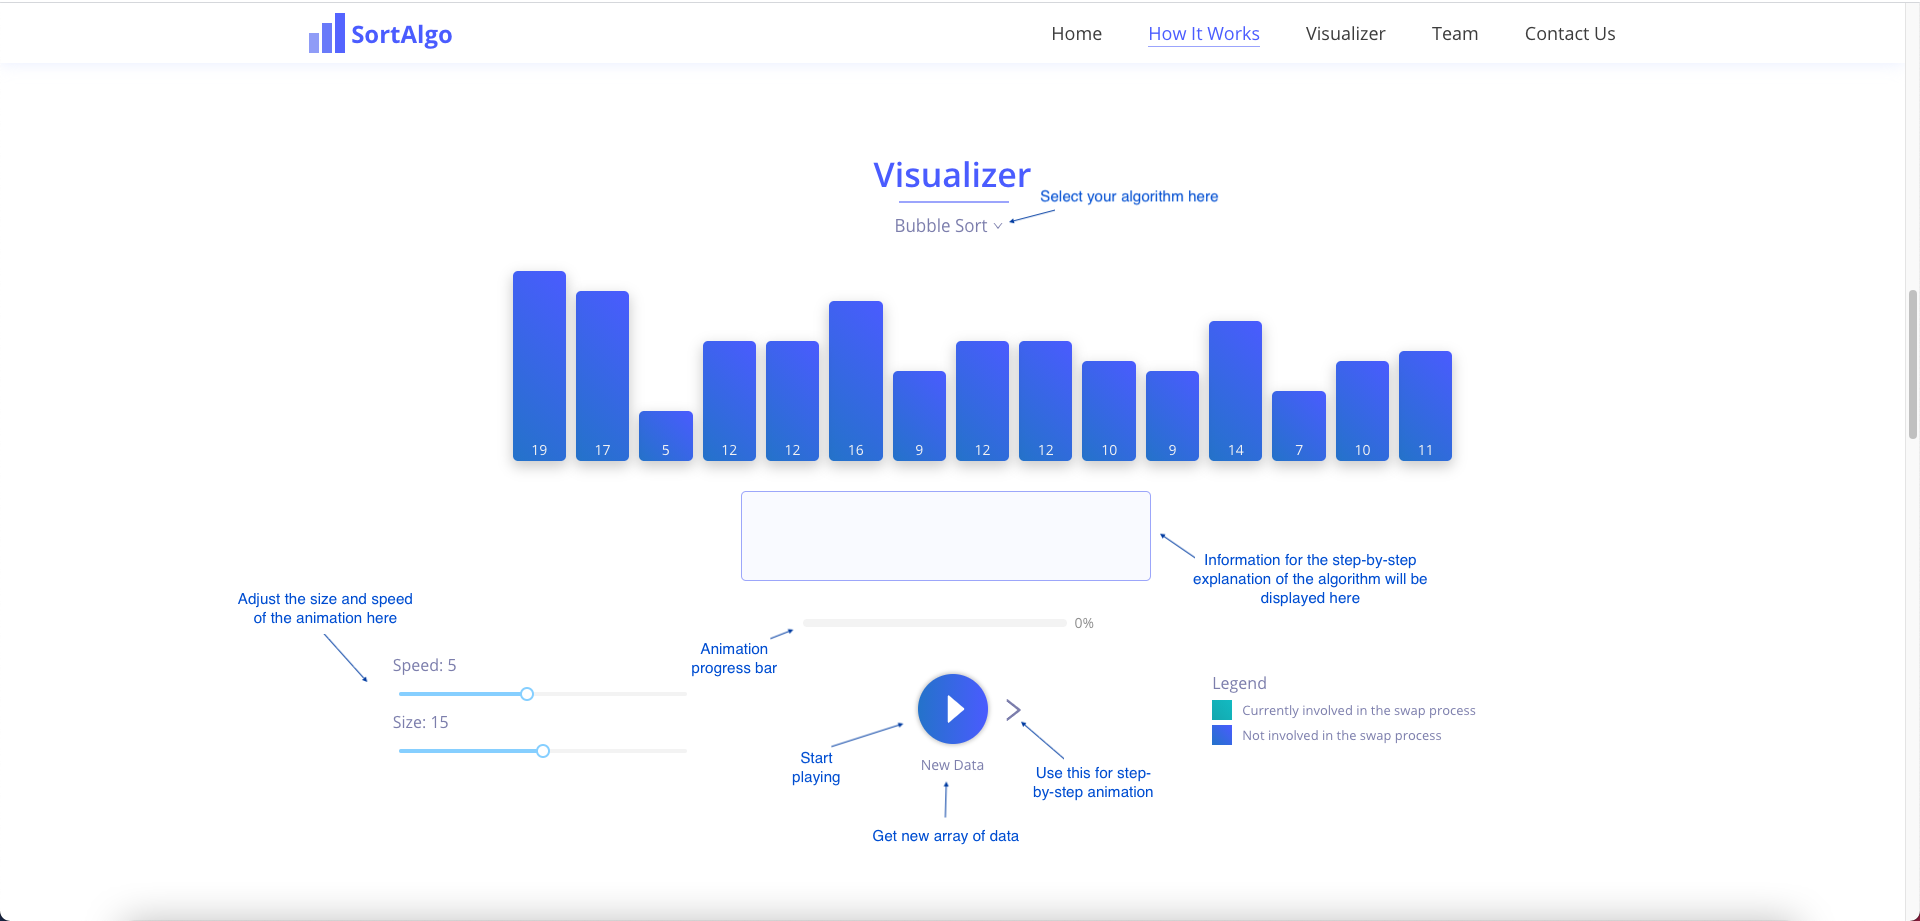 SortAlgo
Home
How It Works
Visualizer
Team
Contact Us
Visualizer
Select your algorithm here
Bubble Sort
19
17
5
12
12
16
9
12
12
10
9
14
7
10
11
Information for the step-by-step
explanation of the algorithm will be
displayed here
Adjust the size and speed
of the animation here
0%
Animation
progress bar
Speed: 5
Size: 15
Legend
Currently involved in the swap process
Not involved in the swap process
Start
playing
New Data
Use this for step-
by-step animation
Get new array of data